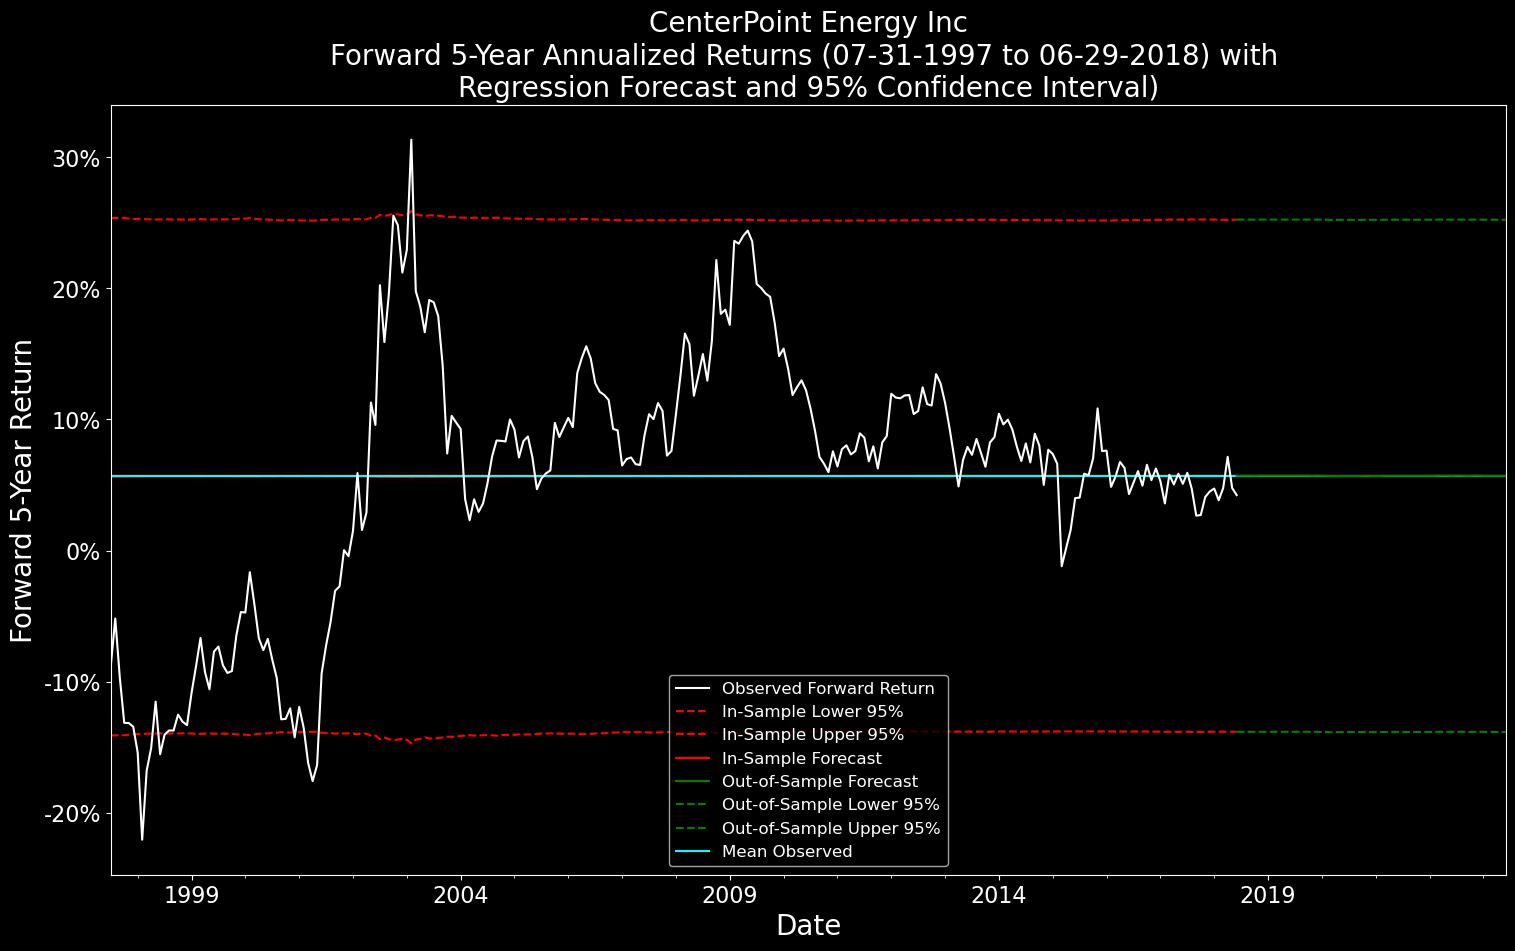 CenterPoint Energy Inc
Forward 5-Year Annualized Returns (07-31-1997 to 06-29-2018) with
Regression Forecast and 95% Confidence Interval)
Forward 5-Year Return
30%
20%
10%
0%
-10%
-20%
Observed Forward Return
In-Sample Lower 95%
In-Sample Upper 95%
In-Sample Forecast
Out-of-Sample Forecast
Out-of-Sample Lower 95%
Out-of-Sample Upper 95%
Mean Observed
1999
2004
2009
2014
2019
Date